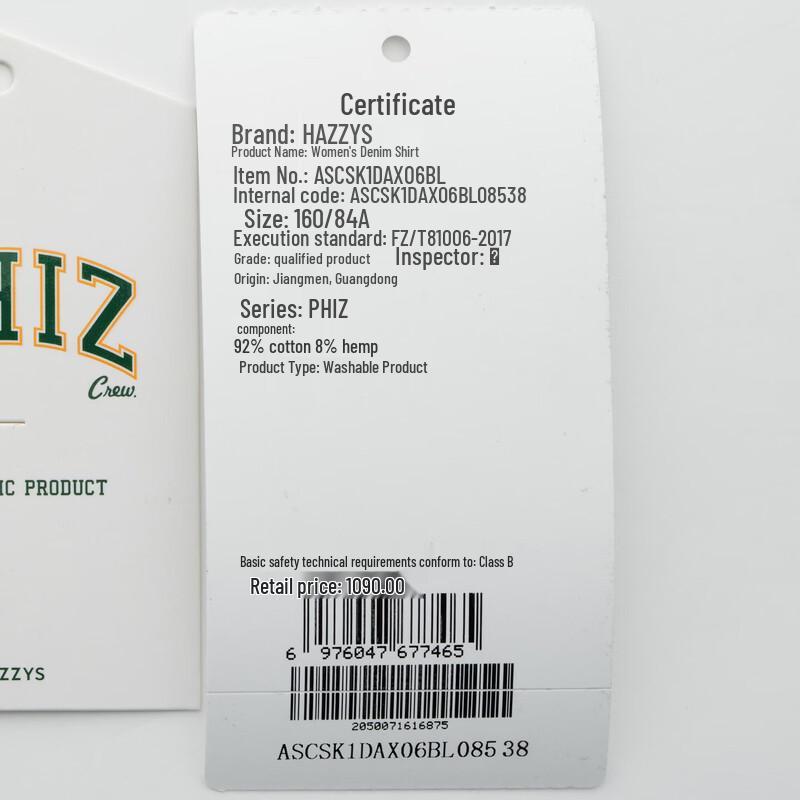 HIZ
Crew.
IC PRODUCT
ZZYS
Certificate
Brand: HAZZYS
Product Name: Women's Denim Shirt
Item No.: ASCSK1DAX06BL
Internal code: ASCSK1DAX06BL08538
Size: 160/84A
Execution standard: FZ/T81006-2017
Grade: qualified product Inspector:
Origin: Jiangmen, Guangdong
Series: PHIZ
component:
92% cotton 8% hemp
Product Type: Washable Product
Basic safety technical requirements conform to: Class B
Retail price: 1090.00
6 976047 677465
2050071616875
ASCSK1DAX06BL08538